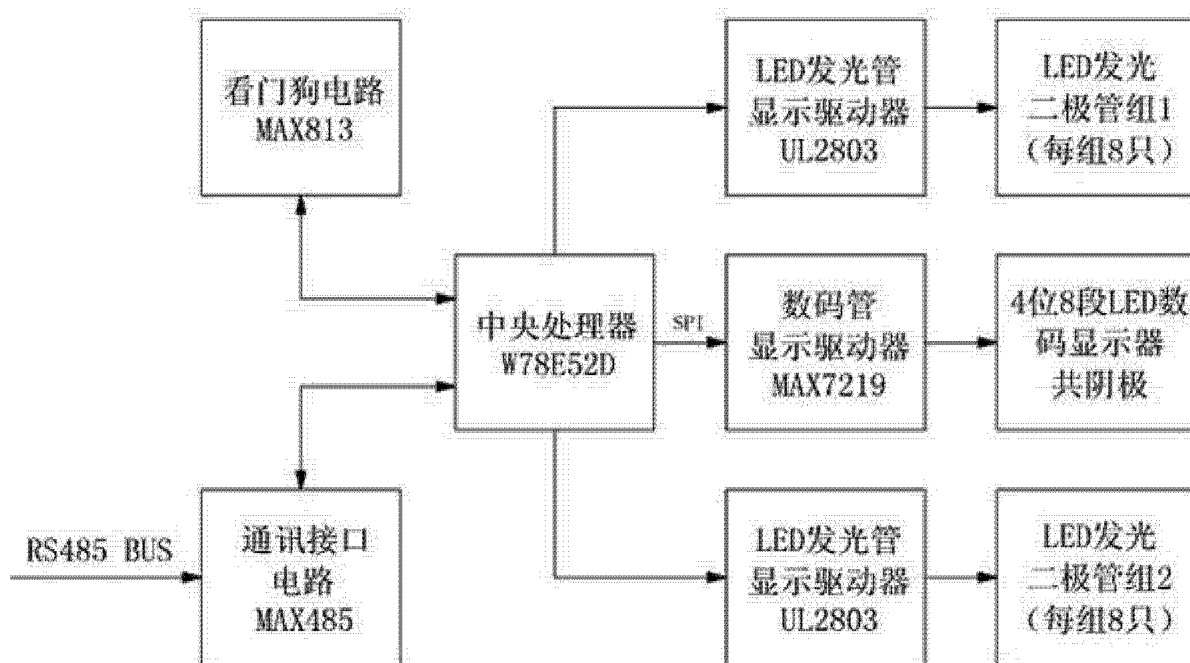 看门狗电路
MAX813
LED发光管
显示驱动器
UL2803
LED发光
二极管组1
(每组8只)
中央处理器
W78E52D
SPI
数码管
显示驱动器
MAX7219
4位8段LED数
码显示器
共阴极
RS485 BUS
通讯接口
电路
MAX485
LED发光管
显示驱动器
UL2803
LED发光
二极管组2
(每组8只)